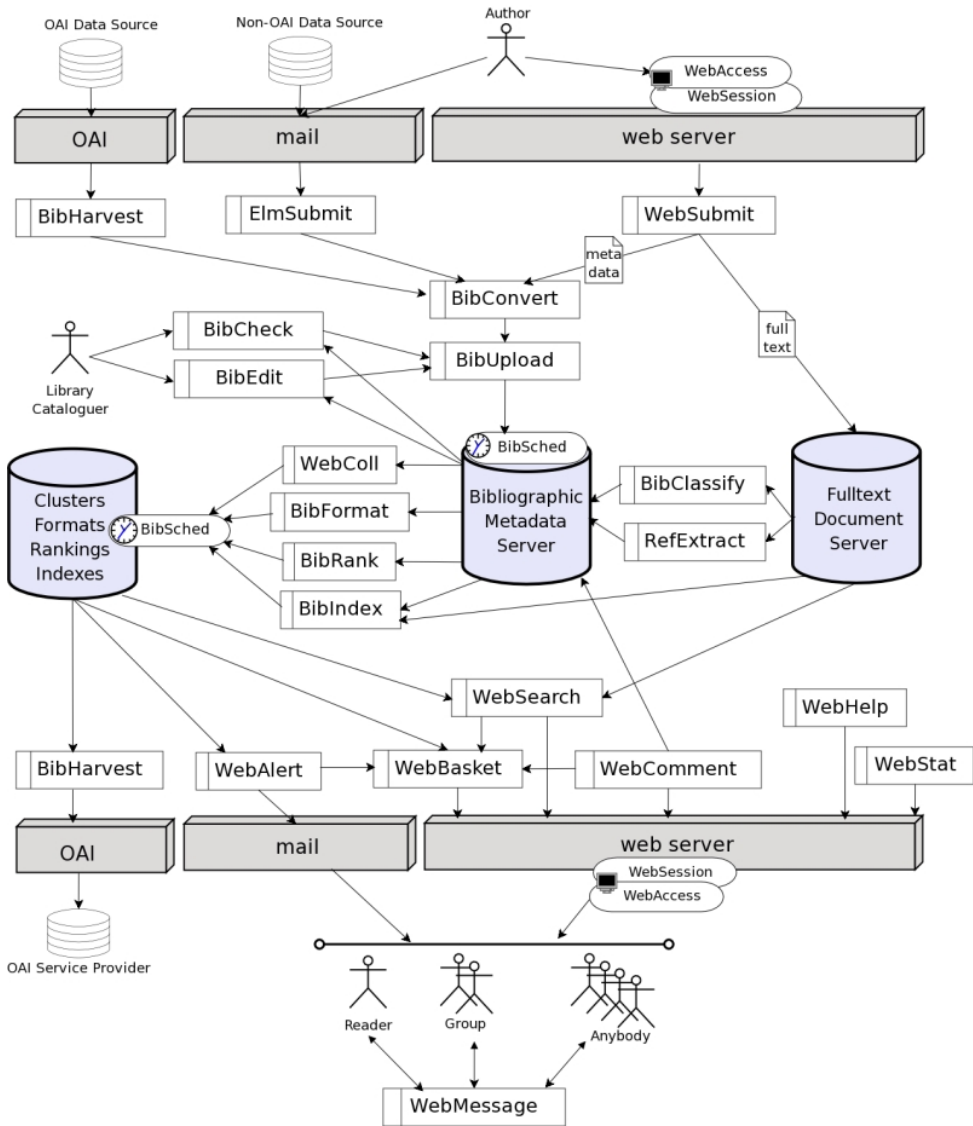 OAI Data Source
Non-OAI Data Source
Author
WebAccess
WebSession
OAI
mail
web server
BibHarvest
ElmSubmit
WebSubmit
meta
data
BibConvert
full
text
BibCheck
BibUpload
BibEdit
Library
Cataloguer
BibSched
WebColl
BibClassify
Clusters
Formats
Rankings
Indexes
BibSched
BibFormat
Bibliographic
Metadata
Server
Fulltext
Document
Server
RefExtract
BibRank
BibIndex
WebSearch
WebHelp
BibHarvest
WebAlert
WebBasket
WebComment
WebStat
OAI
mail
web server
WebSession
WebAccess
OAI Service Provider
Reader
Group
Anybody
WebMessage